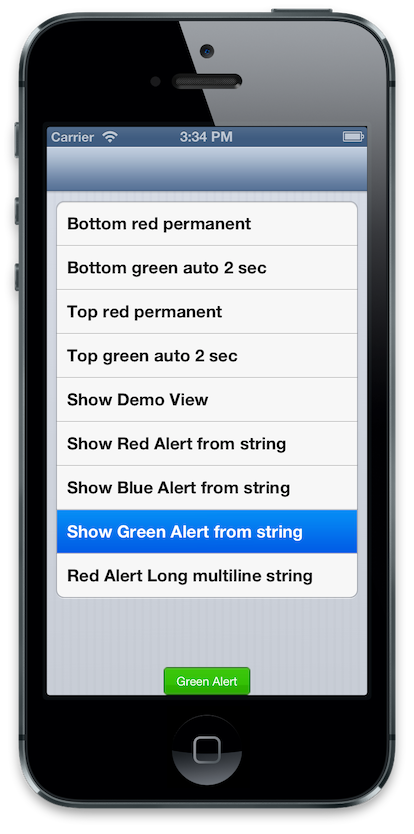 Carrier 3:34 PM
Bottom red permanent
Bottom green auto 2 sec
Top red permanent
Top green auto 2 sec
Show Demo View
Show Red Alert from string
Show Blue Alert from string
Show Green Alert from string
Red Alert Long multiline string
Green Alert